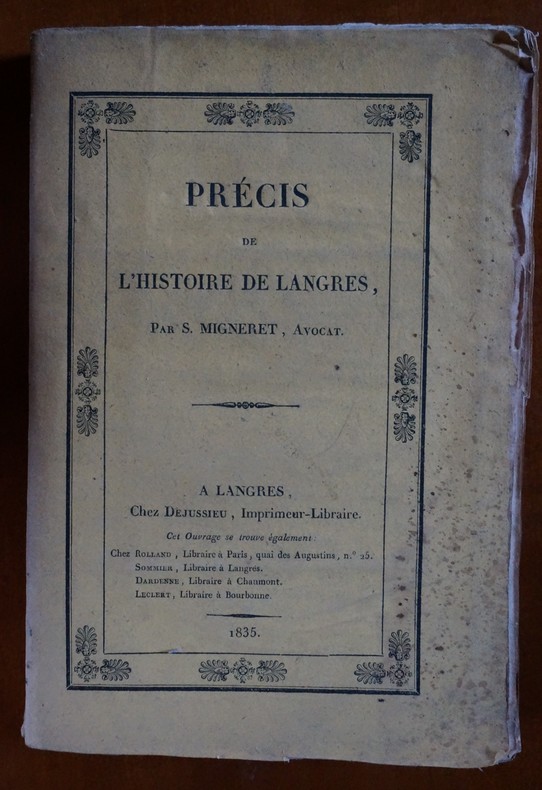 PRÉCIS
DE
L'HISTOIRE DE LANGRES,
Par S. MIGNERET, Avocat.
A LANGRES,
Chez DEJUSSIEU, Imprimeur-Libraire.
Cet Ouvrage se trouve également
Chez Rolland, Libraire à Paris, quai des Augustins, n.º 25.
Sommier, Libraire à Langres.
Dardenne, Libraire à Chaumont.
Leclert, Libraire à Bourbonne.
1835.